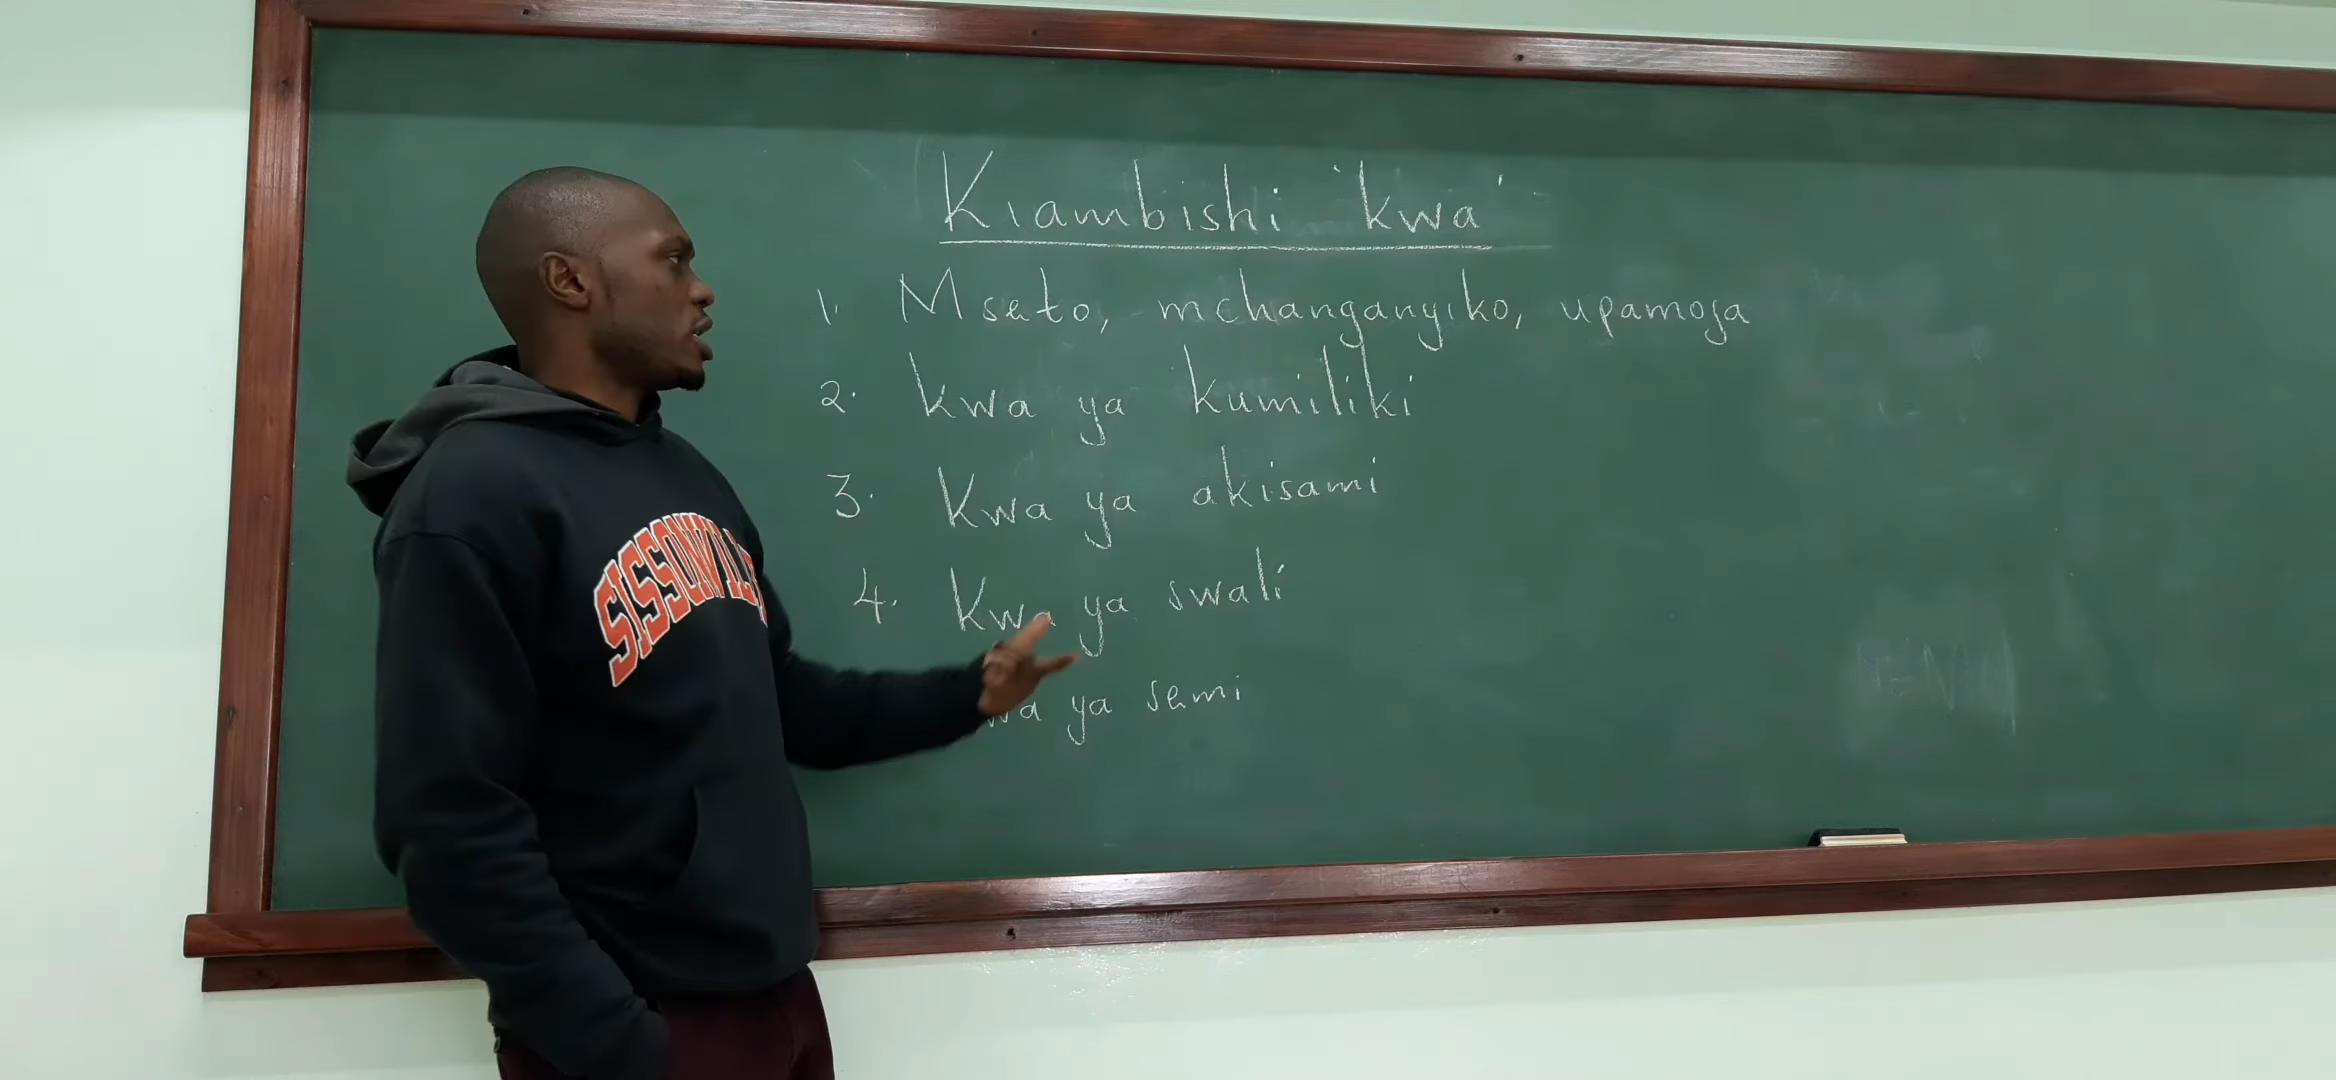 Kiambishi 'kwa'
1. Mseto, mchanganyiko, upamoja
2. kwa ya kumiliki
3. Kwa ya akisami
4. Kwa ya swali
wa ya semi
SISSONVILLE